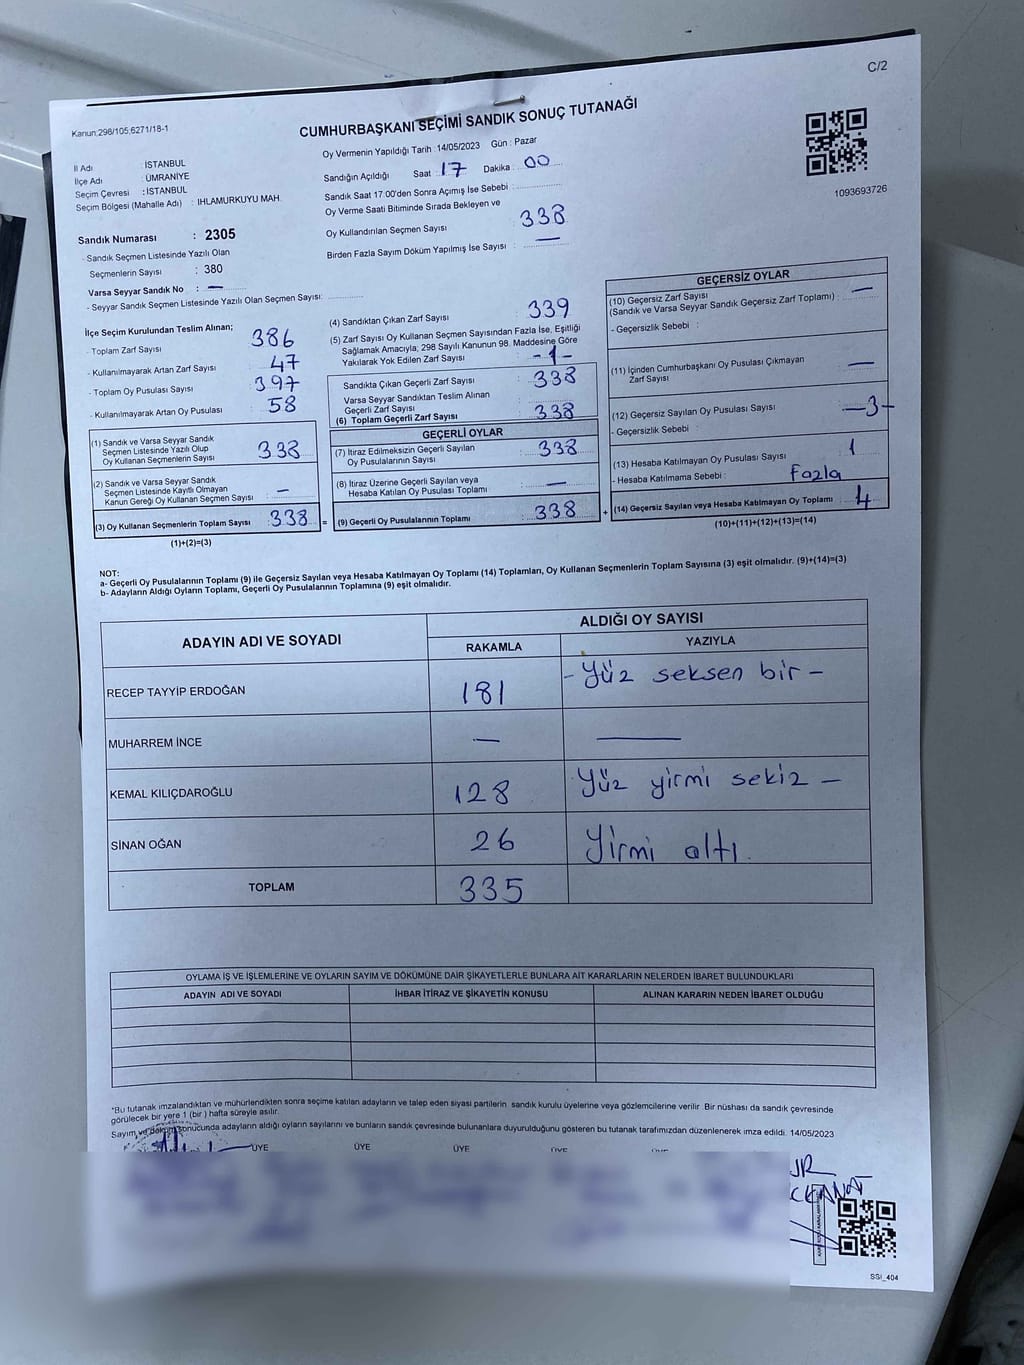 C/2
Kanun;298/105,6271/18-1
CUMHURBAŞKANI SEÇİMİ SANDIK SONUÇ TUTANAĞI
1093693726
İl Adı : İSTANBUL
İlçe Adı : ÜMRANİYE
Seçim Çevresi : İSTANBUL
Seçim Bölgesi (Mahalle Adı) : IHLAMURKUYU MAH.
Sandık Numarası : 2305
- Sandık Seçmen Listesinde Yazılı Olan
Seçmenlerin Sayısı : 380
Varsa Seyyar Sandık No : —
- Seyyar Sandık Seçmen Listesinde Yazılı Olan Seçmen Sayısı:
Oy Vermenin Yapıldığı Tarih :14/05/2023 Gün : Pazar
Sandığın Açıldığı Saat : 17 Dakika : 00
Sandık Saat 17.00'den Sonra Açımış İse Sebebi :
Oy Verme Saati Bitiminde Sırada Bekleyen ve
Oy Kullandırılan Seçmen Sayısı : 338
Birden Fazla Sayım Döküm Yapılmış İse Sayısı : —
İlçe Seçim Kurulundan Teslim Alınan;
- Toplam Zarf Sayısı : 386
- Kullanılmayarak Artan Zarf Sayısı : 47
- Toplam Oy Pusulası Sayısı : 397
- Kullanılmayarak Artan Oy Pusulası : 58
(1) Sandık ve Varsa Seyyar Sandık
Seçmen Listesinde Yazılı Olup
Oy Kullanan Seçmenlerin Sayısı : 338
(2) Sandık ve Varsa Seyyar Sandık
Seçmen Listesinde Kayıtlı Olmayan
Kanun Gereği Oy Kullanan Seçmen Sayısı : —
(3) Oy Kullanan Seçmenlerin Toplam Sayısı :338 =
(1)+(2)=(3)
(4) Sandıktan Çıkan Zarf Sayısı : 339
(5) Zarf Sayısı Oy Kullanan Seçmen Sayısından Fazla İse, Eşitliği
Sağlamak Amacıyla; 298 Sayılı Kanunun 98. Maddesine Göre
Yakılarak Yok Edilen Zarf Sayısı : -1-
Sandıkta Çıkan Geçerli Zarf Sayısı : 338
Varsa Seyyar Sandıktan Teslim Alınan
Geçerli Zarf Sayısı :
(6) Toplam Geçerli Zarf Sayısı : 338
GEÇERLİ OYLAR
(7) İtiraz Edilmeksizin Geçerli Sayılan
Oy Pusulalarının Sayısı : 338
(8) İtiraz Üzerine Geçerli Sayılan veya
Hesaba Katılan Oy Pusulası Toplamı : —
(9) Geçerli Oy Pusulalarının Toplamı : 338 +
GEÇERSİZ OYLAR
(10) Geçersiz Zarf Sayısı
(Sandık ve Varsa Seyyar Sandık Geçersiz Zarf Toplamı) : —
- Geçersizlik Sebebi :
(11) İçinden Cumhurbaşkanı Oy Pusulası Çıkmayan
Zarf Sayısı : —
(12) Geçersiz Sayılan Oy Pusulası Sayısı : —3-
- Geçersizlik Sebebi :
(13) Hesaba Katılmayan Oy Pusulası Sayısı : 1
- Hesaba Katılmama Sebebi : fazla
(14) Geçersiz Sayılan veya Hesaba Katılmayan Oy Toplamı : 4
(10)+(11)+(12)+(13)=(14)
NOT:
a- Geçerli Oy Pusulalarının Toplamı (9) ile Geçersiz Sayılan veya Hesaba Katılmayan Oy Toplamı (14) Toplamları, Oy Kullanan Seçmenlerin Toplam Sayısına (3) eşit olmalıdır. (9)+(14)=(3)
b- Adayların Aldığı Oyların Toplamı, Geçerli Oy Pusulalarının Toplamına (9) eşit olmalıdır.
ADAYIN ADI VE SOYADI ALDIĞI OY SAYISI
RAKAMLA YAZIYLA
RECEP TAYYİP ERDOĞAN 181 - Yüz seksen bir -
MUHARREM İNCE — —
KEMAL KILIÇDAROĞLU 128 Yüz yirmi sekiz -
SİNAN OĞAN 26 Yirmi altı.
TOPLAM 335
OYLAMA İŞ VE İŞLEMLERİNE VE OYLARIN SAYIM VE DÖKÜMÜNE DAİR ŞİKAYETLERLE BUNLARA AİT KARARLARIN NELERDEN İBARET BULUNDUKLARI
ADAYIN ADI VE SOYADI İHBAR İTİRAZ VE ŞİKAYETİN KONUSU ALINAN KARARIN NEDEN İBARET OLDUĞU
*Bu tutanak imzalandıktan ve mühürlendikten sonra seçime katılan adayların ve talep eden siyasi partilerin sandık kurulu üyelerine veya gözlemcilerine verilir. Bir nüshası da sandık çevresinde
görülecek bir yere 1 (bir ) hafta süreyle asılır.
Sayım ve döküm sonucunda adayların aldığı oyların sayılarını ve bunların sandık çevresinde bulunanlara duyurulduğunu gösteren bu tutanak tarafımızdan düzenlenerek imza edildi. 14/05/2023
ÜYE ÜYE ÜYE ÜYE
SSI_404